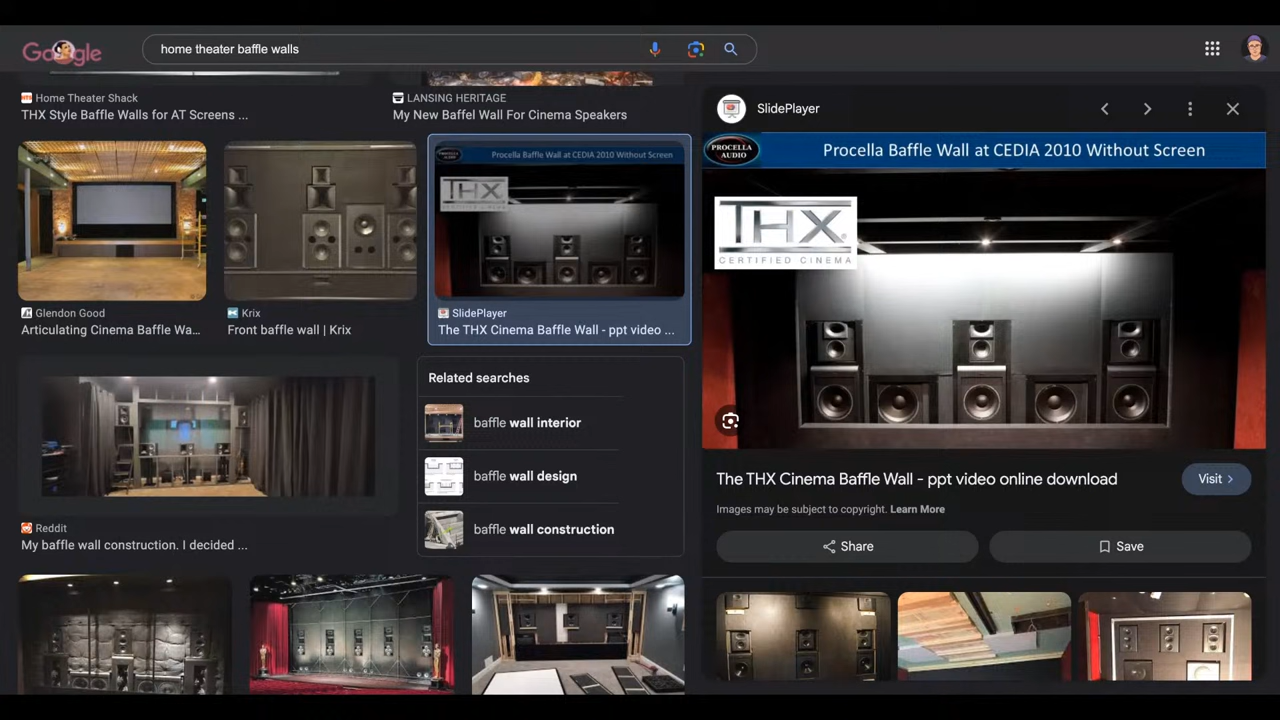 Google
home theater baffle walls
Home Theater Shack
THX Style Baffle Walls for AT Screens ...
LANSING HERITAGE
My New Baffel Wall For Cinema Speakers
Glendon Good
Articulating Cinema Baffle Wa...
Krix
Front baffle wall | Krix
Procella Baffle Wall at CEDIA 2010 Without Screen
THX
SlidePlayer
The THX Cinema Baffle Wall - ppt video ...
Reddit
My baffle wall construction. I decided ...
Related searches
baffle wall interior
baffle wall design
baffle wall construction
SlidePlayer
PROCELLA
AUDIO
Procella Baffle Wall at CEDIA 2010 Without Screen
THX
CERTIFIED CINEMA
The THX Cinema Baffle Wall - ppt video online download
Visit
Images may be subject to copyright. Learn More
Share
Save